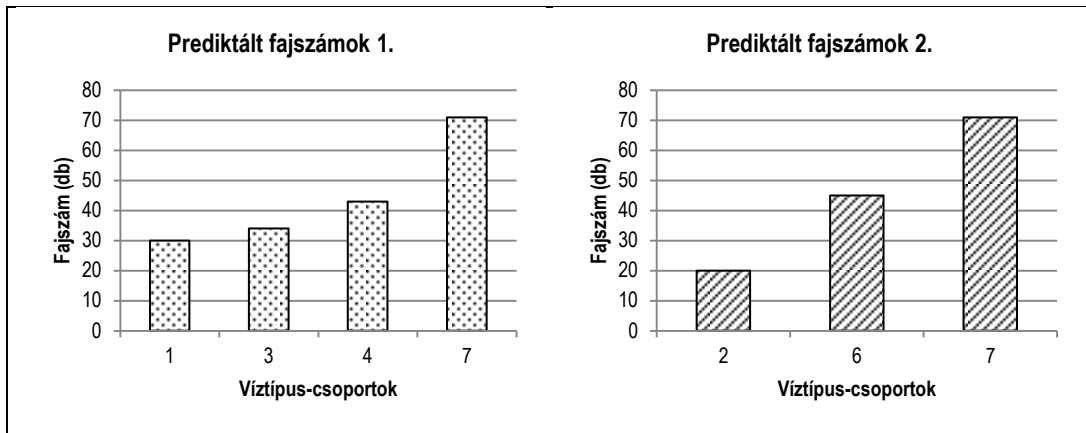 Prediktált fajszámok 1.
80
70
60
50
40
30
20
10
0
Fajszám (db)
1 3 4 7
Víztípus-csoportok
Prediktált fajszámok 2.
80
70
60
50
40
30
20
10
0
Fajszám (db)
2 6 7
Víztípus-csoportok